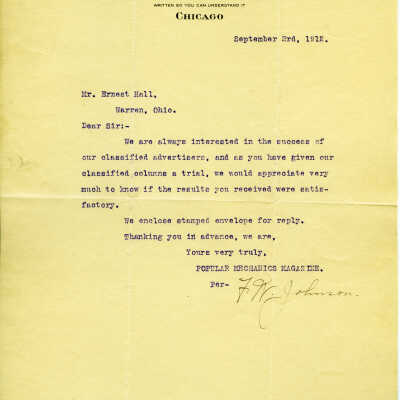 WRITTEN SO YOU CAN UNDERSTAND IT
CHICAGO
September 3rd, 1912.
Mr. Ernest Hall,
Warren, Ohio.
Dear Sir:-
We are always interested in the success of
our classified advertisers, and as you have given our
classified columns a trial, we would appreciate very
much to know if the results you received were satis-
factory.
We enclose stamped envelope for reply.
Thanking you in advance, we are,
Yours very truly,
POPULAR MECHANICS MAGAZINE.
Per- F.W. Johnson.